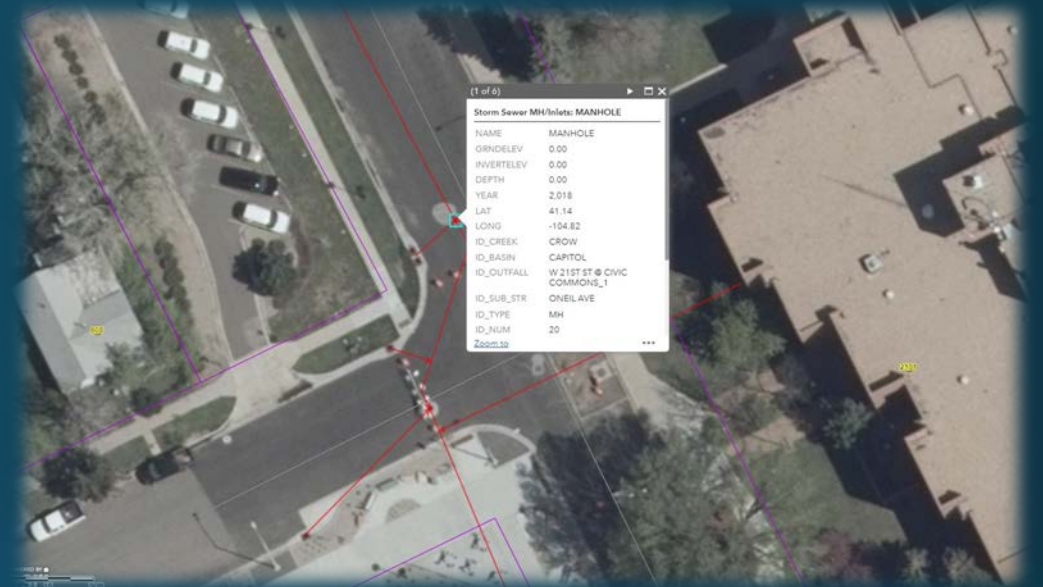 (1 of 6)
Storm Sewer MH/Inlets: MANHOLE
NAME MANHOLE
GRNDELEV 0.00
INVERTELEV 0.00
DEPTH 0.00
YEAR 2,018
LAT 41.14
LONG -104.82
ID_CREEK CROW
ID_BASIN CAPITOL
ID_OUTFALL W 21ST ST @ CIVIC
COMMONS_1
ID_SUB_STR ONEIL AVE
ID_TYPE MH
ID_NUM 20
Zoom to
2101